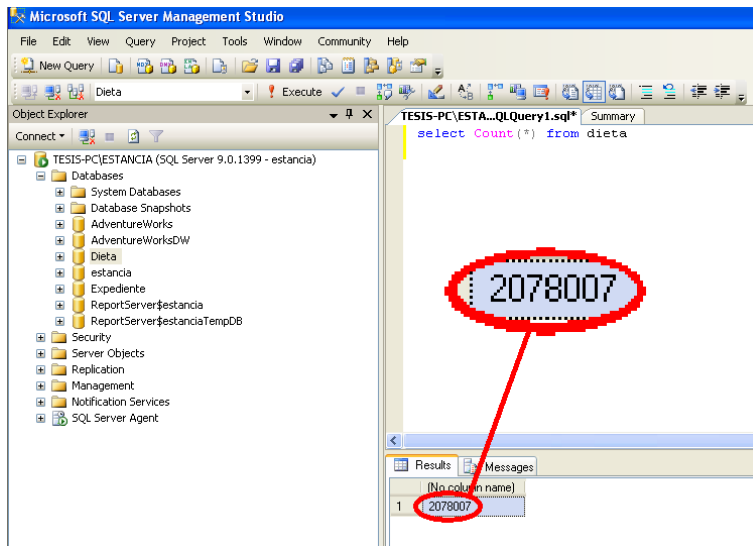 Microsoft SQL Server Management Studio
File Edit View Query Project Tools Window Community Help
New Query
Dieta Execute
Object Explorer
Connect
TESIS-PC\ESTANCIA (SQL Server 9.0.1399 - estancia)
Databases
System Databases
Database Snapshots
AdventureWorks
AdventureWorksDW
Dieta
estancia
Expediente
ReportServer$estancia
ReportServer$estanciaTempDB
Security
Server Objects
Replication
Management
Notification Services
SQL Server Agent
TESIS-PC\ESTA...QLQuery1.sql* Summary
select Count(*) from dieta
2078007
Results Messages
(No column name)
1 2078007